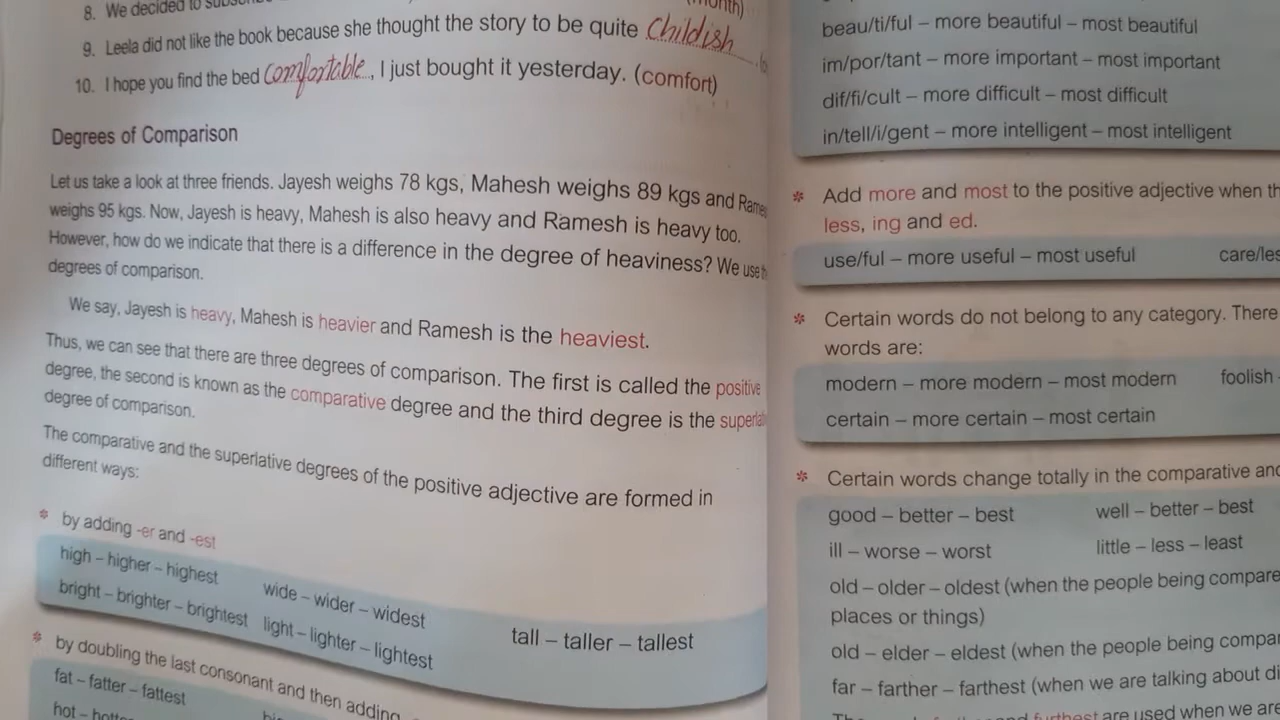 8. We decided to
9. Leela did not like the book because she thought the story to be quite Childish
10. I hope you find the bed Comfortable, I just bought it yesterday. (comfort)
Degrees of Comparison
Let us take a look at three friends. Jayesh weighs 78 kgs, Mahesh weighs 89 kgs and
weighs 95 kgs. Now, Jayesh is heavy, Mahesh is also heavy and Ramesh is heavy too.
However, how do we indicate that there is a difference in the degree of heaviness? We use
degrees of comparison.
We say, Jayesh is heavy, Mahesh is heavier and Ramesh is the heaviest.
Thus, we can see that there are three degrees of comparison. The first is called the positive
degree, the second is known as the comparative degree and the third degree is the
degree of comparison.
The comparative and the superlative degrees of the positive adjective are formed in
different ways:
* by adding -er and -est
high – higher – highest wide – wider – widest tall – taller – tallest
bright – brighter – brightest light – lighter – lightest
* by doubling the last consonant and then adding
fat – fatter – fattest
hot –
beau/ti/ful – more beautiful – most beautiful
im/por/tant – more important – most important
dif/fi/cult – more difficult – most difficult
in/tell/i/gent – more intelligent – most intelligent
* Add more and most to the positive adjective when
less, ing and ed.
use/ful – more useful – most useful
* Certain words do not belong to any category. There
words are:
modern – more modern – most modern foolish
certain – more certain – most certain
* Certain words change totally in the comparative
good – better – best well – better – best
ill – worse – worst little – less – least
old – older – oldest (when the people being
places or things)
old – elder – eldest (when the people being
far – farther – farthest (when we are talking about
furthest are used when we are